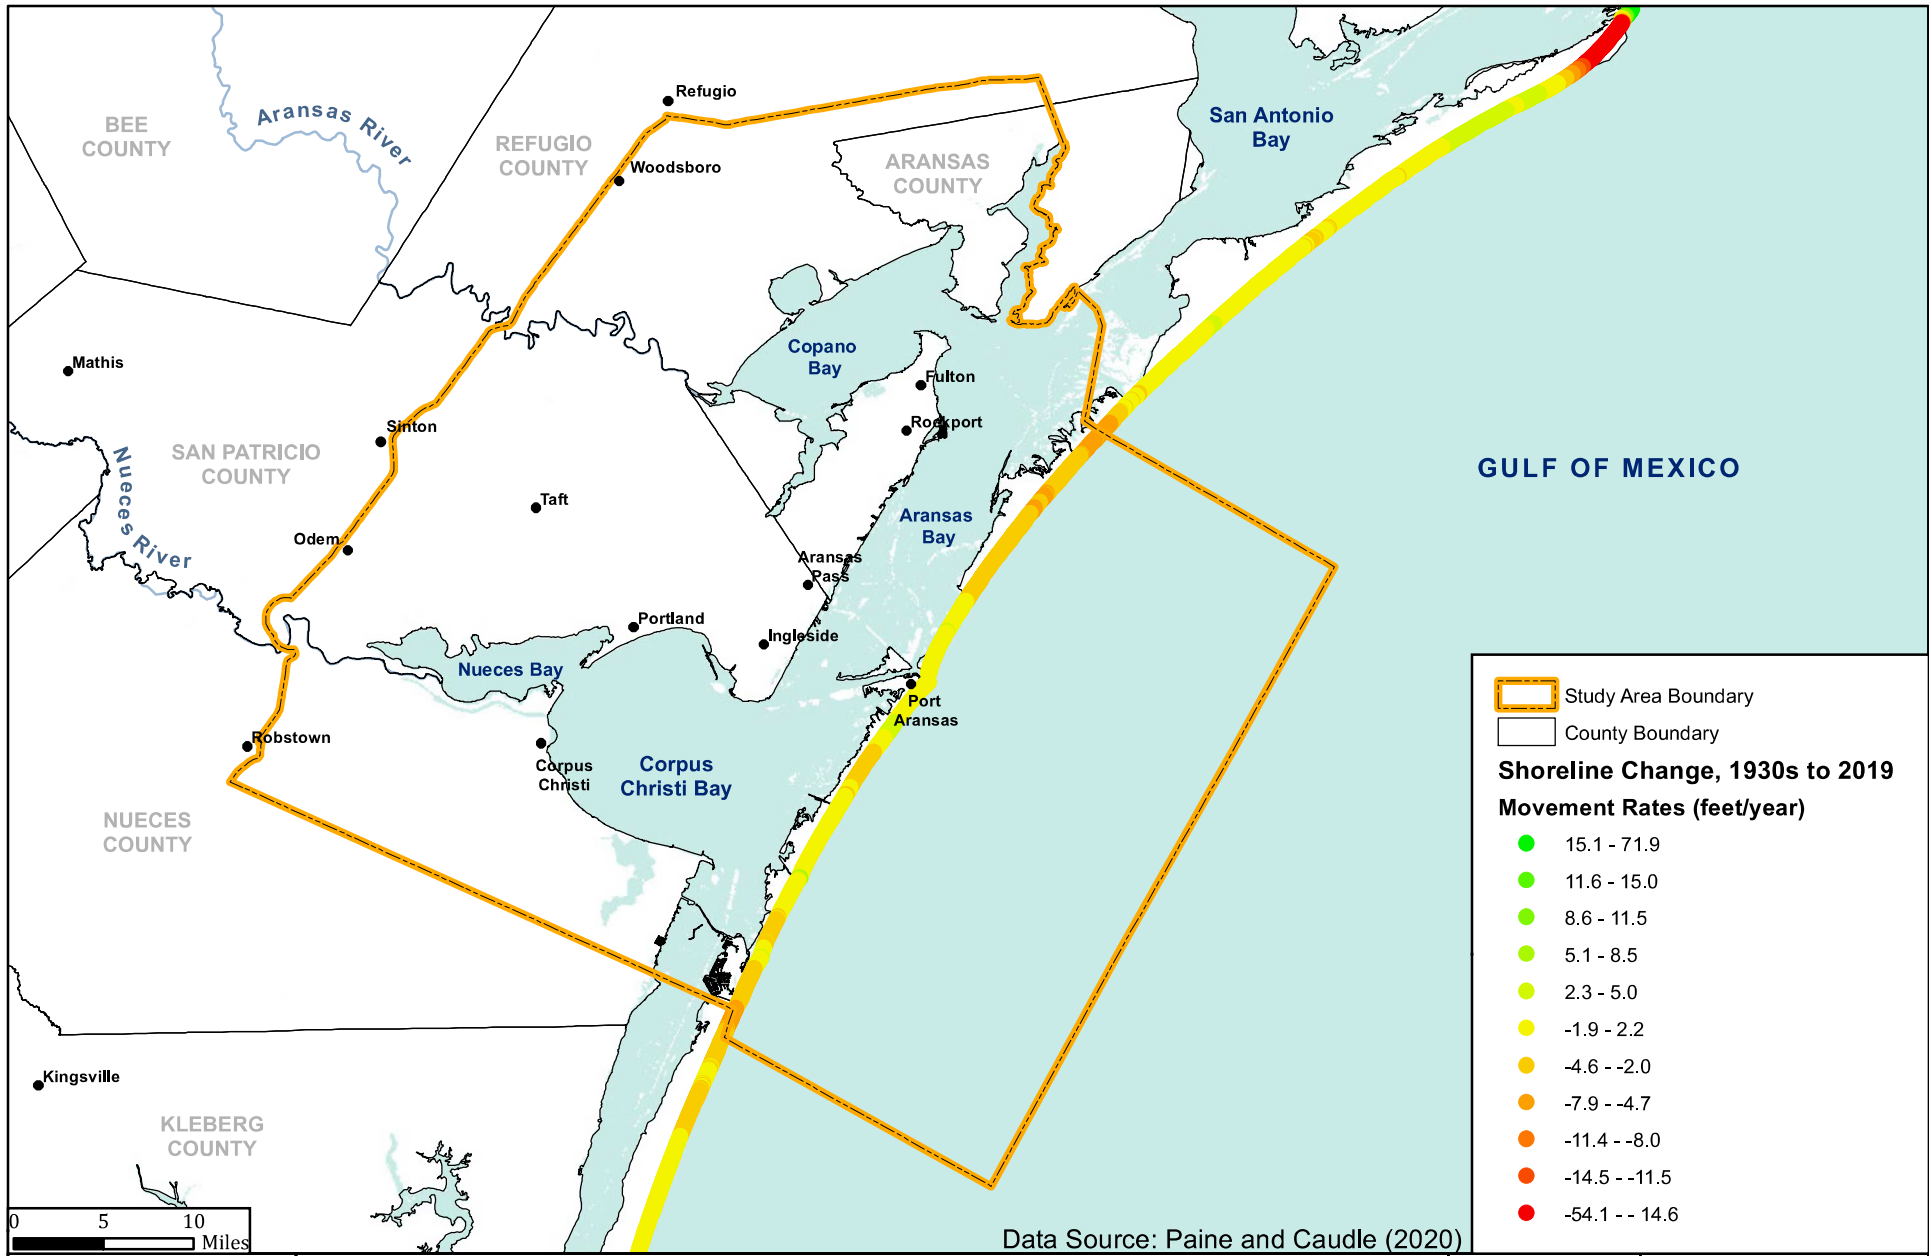 BEE
COUNTY
Aransas River
REFUGIO
COUNTY
Refugio
Woodsboro
ARANSAS
COUNTY
San Antonio
Bay
Mathis
Copano
Bay
Fulton
Rockport
Sinton
SAN PATRICIO
COUNTY
Nueces River
GULF OF MEXICO
Taft
Aransas
Bay
Odem
Aransas
Pass
Portland
Ingleside
Nueces Bay
Port
Aransas
Robstown
Corpus
Christi
Corpus
Christi Bay
NUECES
COUNTY
Kingsville
KLEBERG
COUNTY
0 5 10
Miles
Data Source: Paine and Caudle (2020)
Study Area Boundary
County Boundary
Shoreline Change, 1930s to 2019
Movement Rates (feet/year)
15.1 - 71.9
11.6 - 15.0
8.6 - 11.5
5.1 - 8.5
2.3 - 5.0
-1.9 - 2.2
-4.6 - -2.0
-7.9 - -4.7
-11.4 - -8.0
-14.5 - -11.5
-54.1 - - 14.6